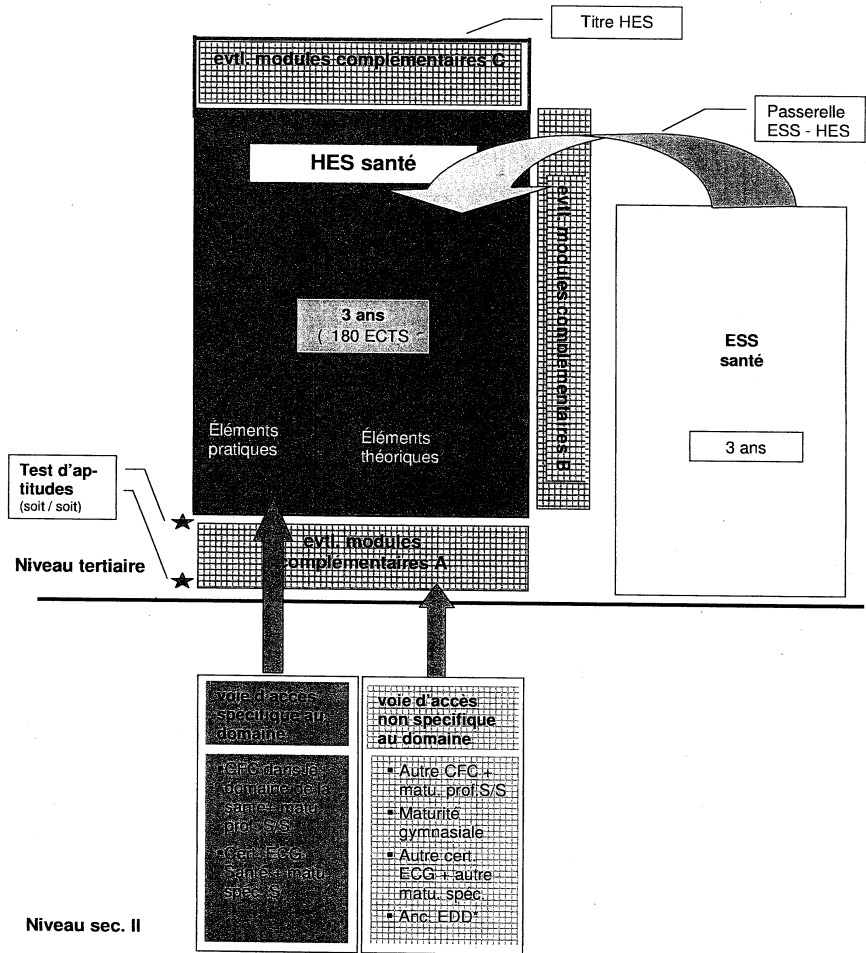 Titre HES
evtl. modules complémentaires C
Passerelle
ESS - HES
HES santé
evtl. modules complémentaires B
3 ans
( 180 ECTS
ESS
santé
3 ans
Éléments
pratiques
Éléments
théoriques
Test d'ap-
titudes
(soit / soit)
evtl. modules
complémentaires A
Niveau tertiaire
voie d'accès
spécifique au
domaine
▪ CFC dans le
domaine de la
santé+ matu.
prof. S/S
▪ Cert. ECG
Santé + matu.
spéc. S
voie d'accès
non spécifique
au domaine
▪ Autre CFC +
matu. prof.S/S
▪ Maturité
gymnasiale
▪ Autre cert.
ECG + autre
matu. spéc.
▪ Anc. EDD*
Niveau sec. II